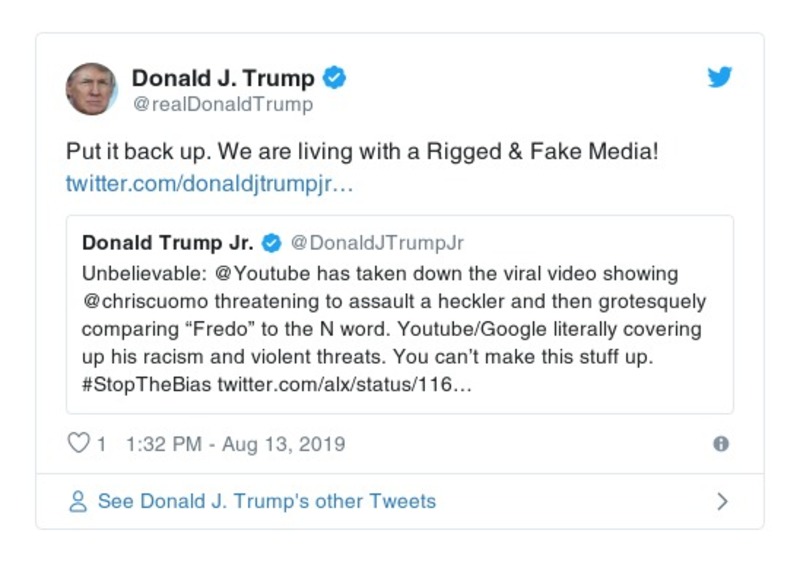 Donald J. Trump
@realDonaldTrump
Put it back up. We are living with a Rigged & Fake Media!
twitter.com/donaldjtrumpjr…
Donald Trump Jr. @DonaldJTrumpJr
Unbelievable: @Youtube has taken down the viral video showing
@chriscuomo threatening to assault a heckler and then grotesquely
comparing “Fredo” to the N word. Youtube/Google literally covering
up his racism and violent threats. You can’t make this stuff up.
#StopTheBias twitter.com/alx/status/116…
1 1:32 PM - Aug 13, 2019
See Donald J. Trump's other Tweets